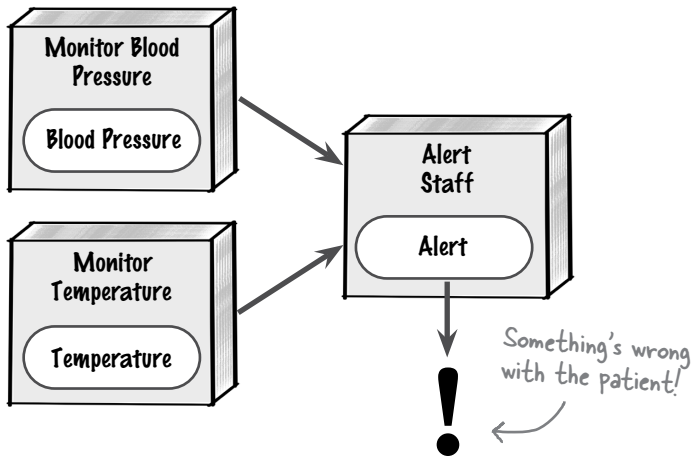 Monitor Blood
Pressure
Blood Pressure
Alert
Staff
Alert
Monitor
Temperature
Temperature
Something's wrong
with the patient!
!